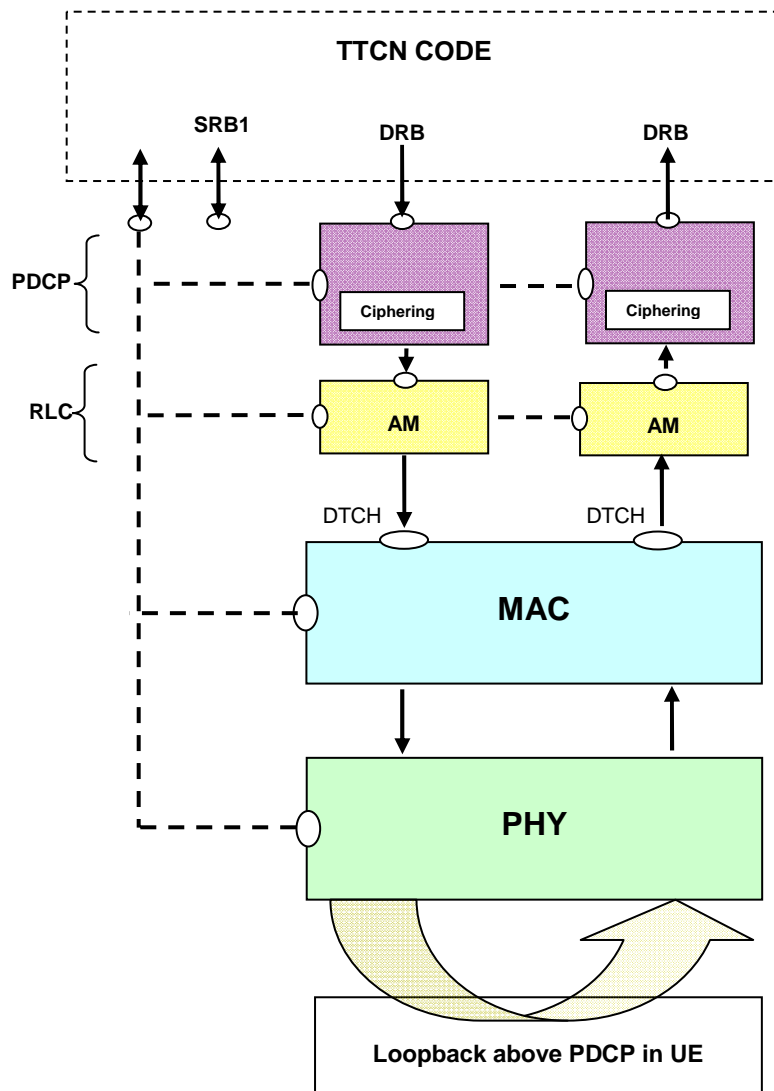 TTCN CODE
SRB1
DRB
DRB
PDCP
Ciphering
Ciphering
RLC
AM
AM
DTCH
DTCH
MAC
PHY
Loopback above PDCP in UE